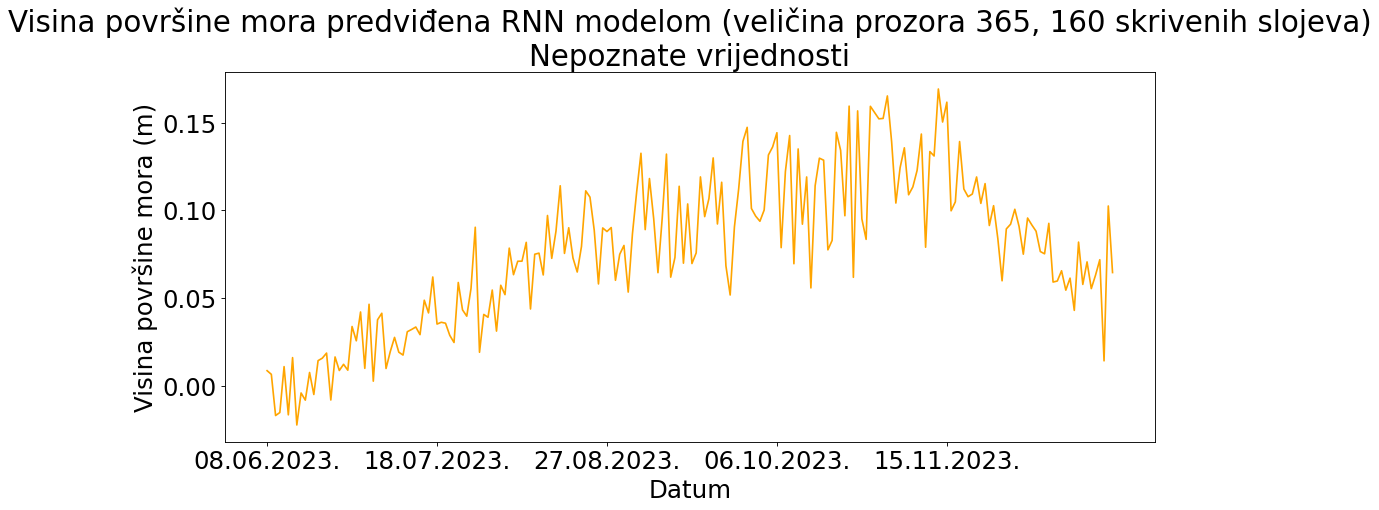 Visina površine mora predviđena RNN modelom (veličina prozora 365, 160 skrivenih slojeva)
Nepoznate vrijednosti
Visina površine mora (m)
0.15
0.10
0.05
0.00
08.06.2023. 18.07.2023. 27.08.2023. 06.10.2023. 15.11.2023.
Datum